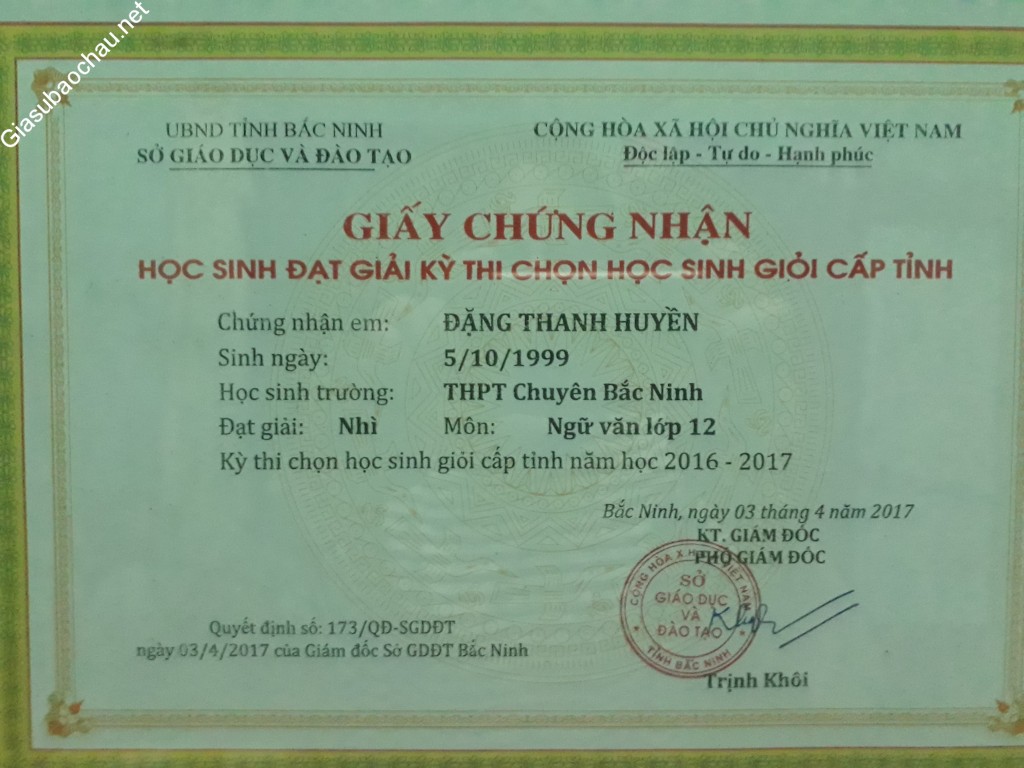 Giasubaochau.net
UBND TỈNH BẮC NINH
SỞ GIÁO DỤC VÀ ĐÀO TẠO
CỘNG HÒA XÃ HỘI CHỦ NGHĨA VIỆT NAM
Độc lập - Tự do - Hạnh phúc
GIẤY CHỨNG NHẬN
HỌC SINH ĐẠT GIẢI KỲ THI CHỌN HỌC SINH GIỎI CẤP TỈNH
Chứng nhận em: ĐẶNG THANH HUYỀN
Sinh ngày: 5/10/1999
Học sinh trường: THPT Chuyên Bắc Ninh
Đạt giải: Nhì Môn: Ngữ văn lớp 12
Kỳ thi chọn học sinh giỏi cấp tỉnh năm học 2016 - 2017
Bắc Ninh, ngày 03 tháng 4 năm 2017
KT. GIÁM ĐỐC
PHÓ GIÁM ĐỐC
CỘNG HÒA X.H.C.N VIỆT NAM
SỞ
GIÁO DỤC
VÀ
ĐÀO TẠO
TỈNH BẮC NINH
Trịnh Khôi
Quyết định số: 173/QĐ-SGDĐT
ngày 03/4/2017 của Giám đốc Sở GDĐT Bắc Ninh